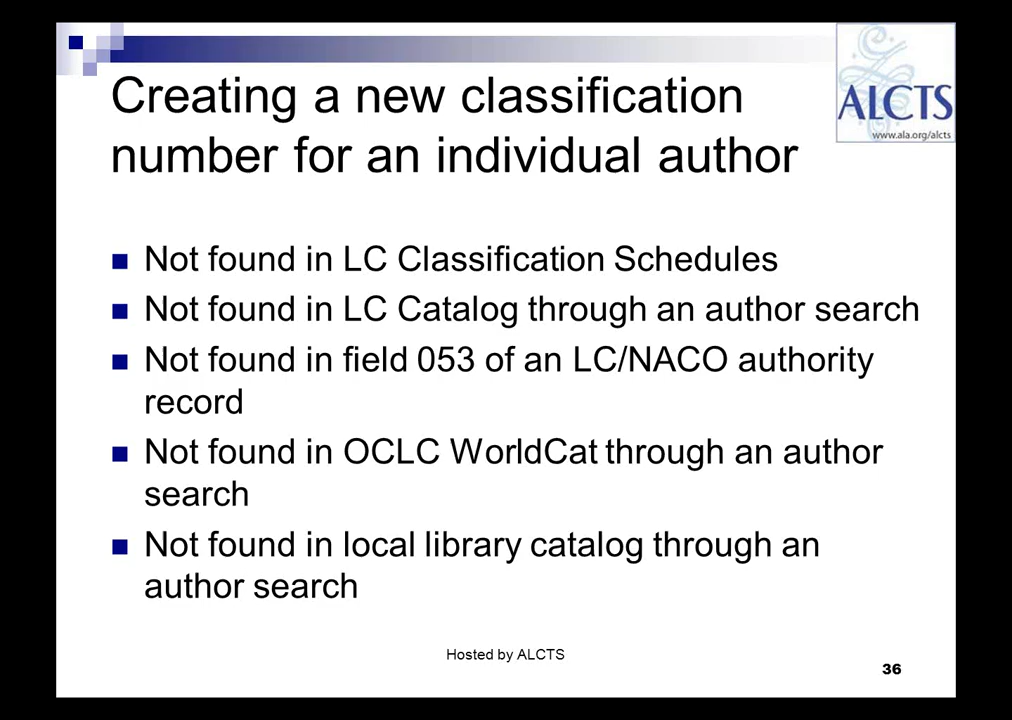 Creating a new classification
number for an individual author
ALCTS
www.ala.org/alcts
Not found in LC Classification Schedules
Not found in LC Catalog through an author search
Not found in field 053 of an LC/NACO authority
record
Not found in OCLC WorldCat through an author
search
Not found in local library catalog through an
author search
Hosted by ALCTS
36